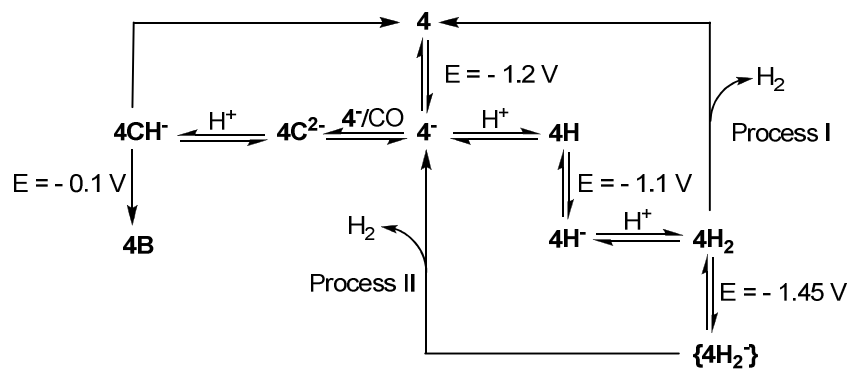 4
E = - 1.2 V
H₂
4CH⁻ H⁺ 4C²⁻ 4⁻/CO 4⁻ H⁺ 4H
Process I
E = - 0.1 V
E = - 1.1 V
4B
H₂
4H⁻ H⁺ 4H₂
Process II
E = - 1.45 V
{4H₂⁻}